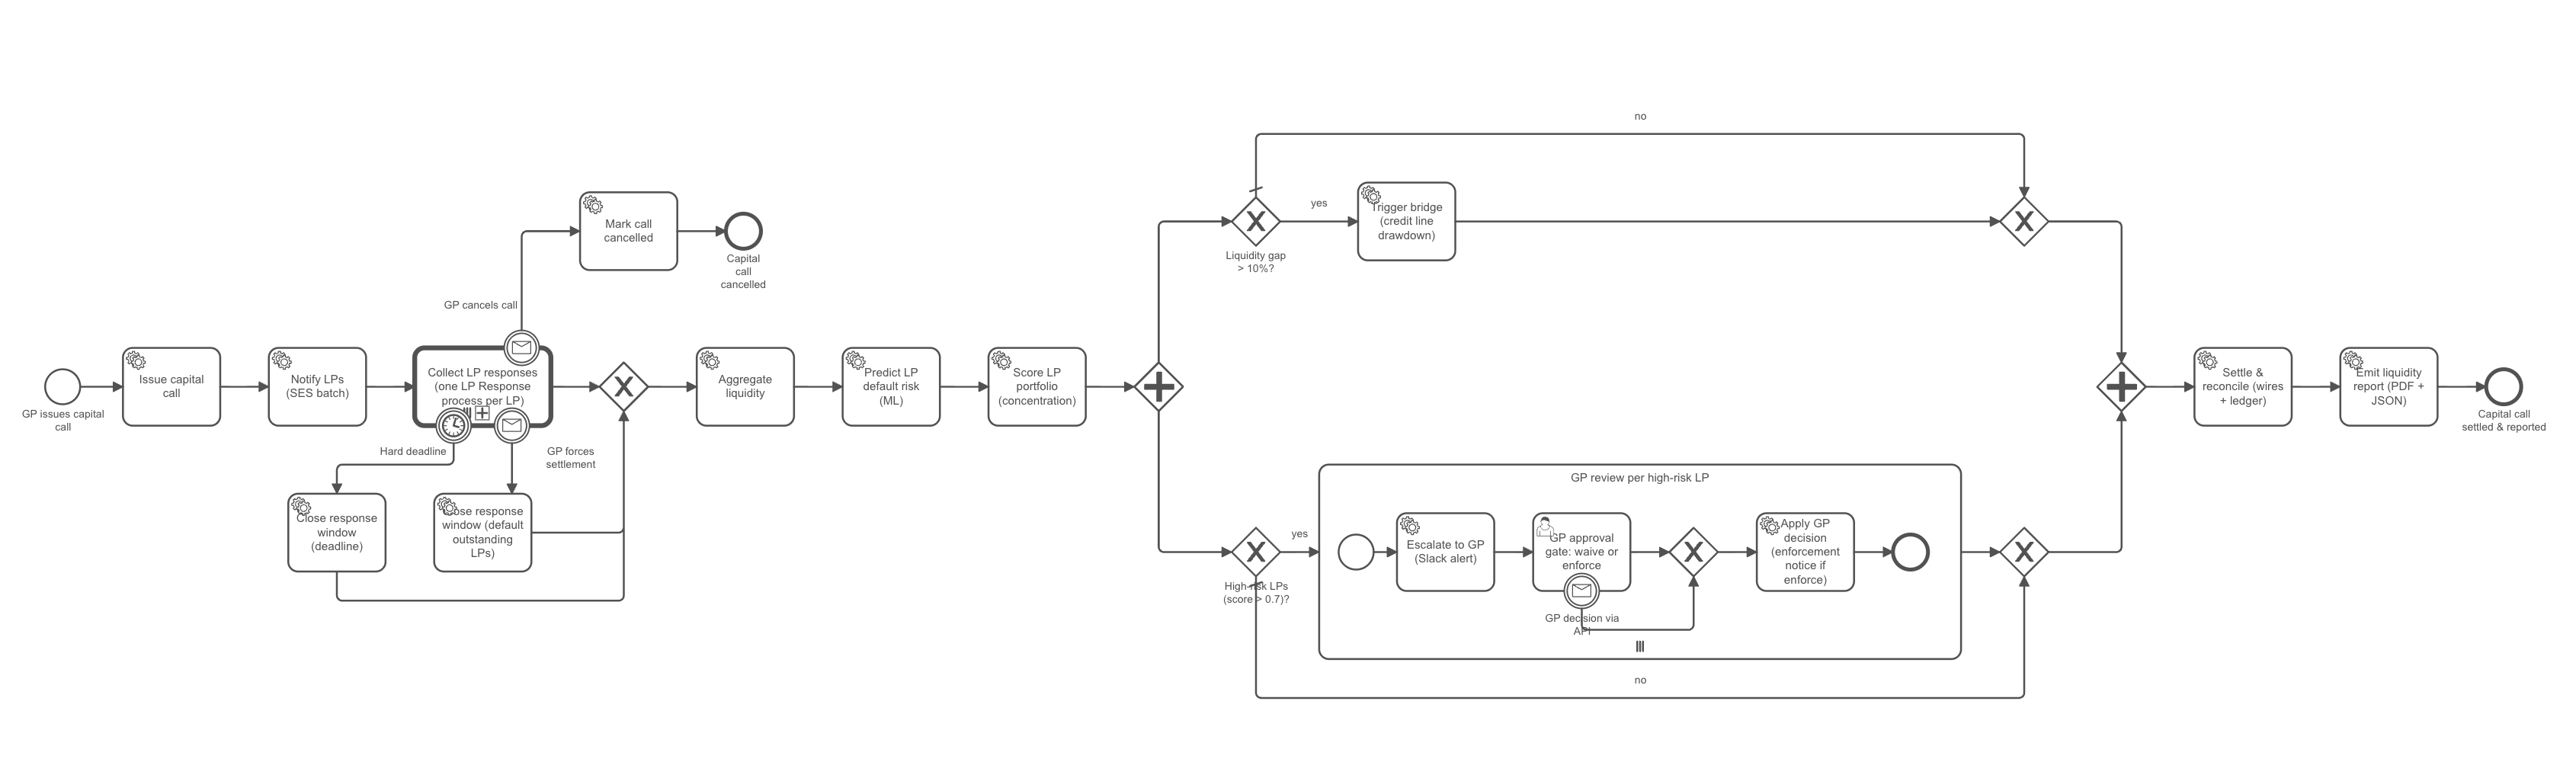 no
yes
Trigger bridge
(credit line
drawdown)
Liquidity gap
> 10%?
Mark call
cancelled
Capital
call
cancelled
GP cancels call
GP issues capital
call
Issue capital
call
Notify LPs
(SES batch)
Collect LP responses
(one LP Response
process per LP)
Aggregate
liquidity
Predict LP
default risk
(ML)
Score LP
portfolio
(concentration)
Settle &
reconcile (wires
+ ledger)
Emit liquidity
report (PDF +
JSON)
Capital call
settled & reported
Hard deadline
GP forces
settlement
Close response
window
(deadline)
Close response
window (default
outstanding
LPs)
GP review per high-risk LP
yes
High-risk LPs
(score > 0.7)?
Escalate to GP
(Slack alert)
GP approval
gate: waive or
enforce
Apply GP
decision
(enforcement
notice if
enforce)
GP decision via
API
no